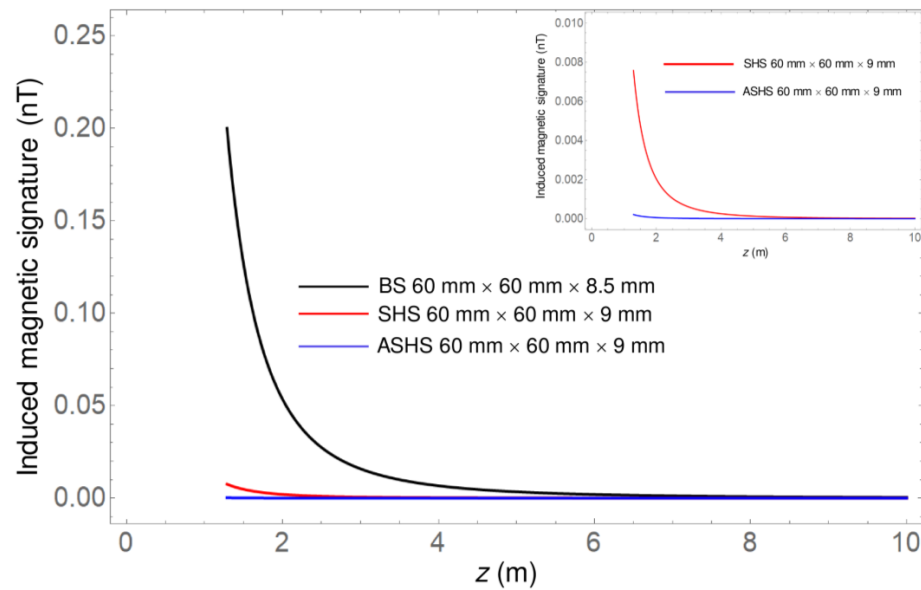 Induced magnetic signature (nT)
0.25
0.20
0.15
0.10
0.05
0.00
0 2 4 6 8 10
z (m)
BS 60 mm × 60 mm × 8.5 mm
SHS 60 mm × 60 mm × 9 mm
ASHS 60 mm × 60 mm × 9 mm
Induced magnetic signature (nT)
0.010
0.008
0.006
0.004
0.002
0.000
0 2 4 6 8 10
z (m)
SHS 60 mm × 60 mm × 9 mm
ASHS 60 mm × 60 mm × 9 mm